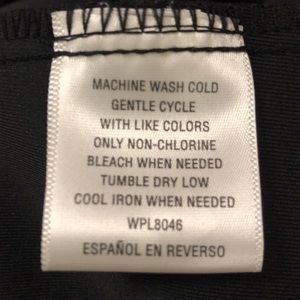 MACHINE WASH COLD
GENTLE CYCLE
WITH LIKE COLORS
ONLY NON-CHLORINE
BLEACH WHEN NEEDED
TUMBLE DRY LOW
COOL IRON WHEN NEEDED
WPL8046
ESPAÑOL EN REVERSO